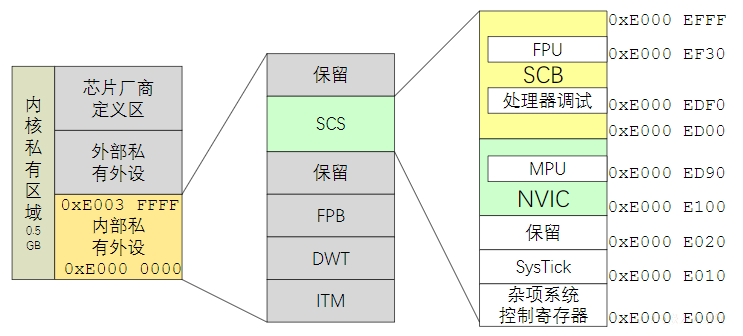 内核私有区域
0.5
GB
芯片厂商
定义区
外部私
有外设
0xE003 FFFF
内部私
有外设
0xE000 0000
保留
SCS
保留
FPB
DWT
ITM
FPU
SCB
处理器调试
MPU
NVIC
保留
SysTick
杂项系统
控制寄存器
0xE000 EFFF
0xE000 EF30
0xE000 EDF0
0xE000 ED00
0xE000 ED90
0xE000 E100
0xE000 E020
0xE000 E010
0xE000 E000